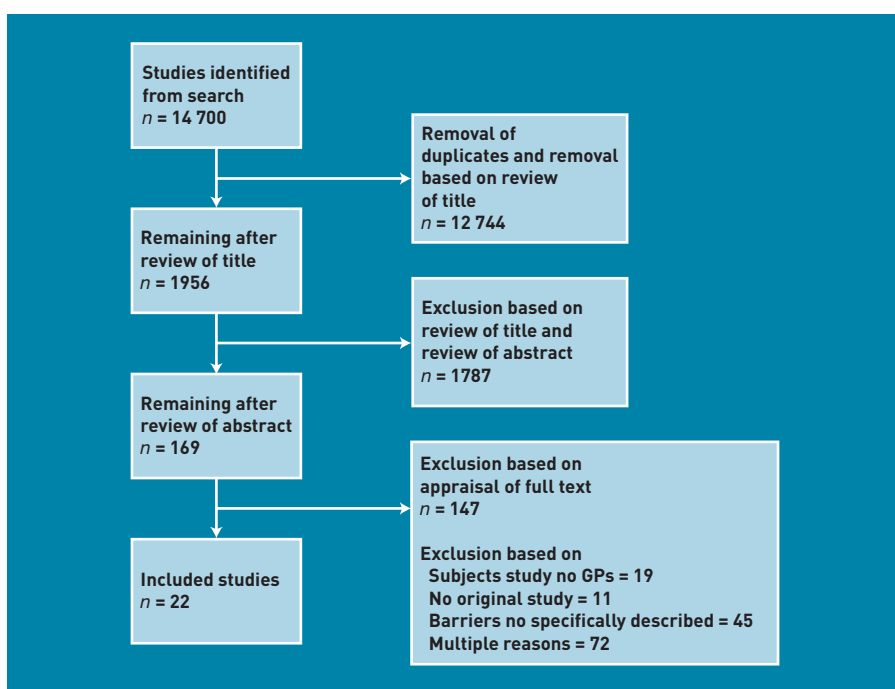 Studies identified
from search
n = 14 700
Removal of
duplicates and removal
based on review
of title
n = 12 744
Remaining after
review of title
n = 1956
Exclusion based on
review of title and
review of abstract
n = 1787
Remaining after
review of abstract
n = 169
Exclusion based on
appraisal of full text
n = 147
Exclusion based on
Subjects study no GPs = 19
No original study = 11
Barriers no specifically described = 45
Multiple reasons = 72
Included studies
n = 22